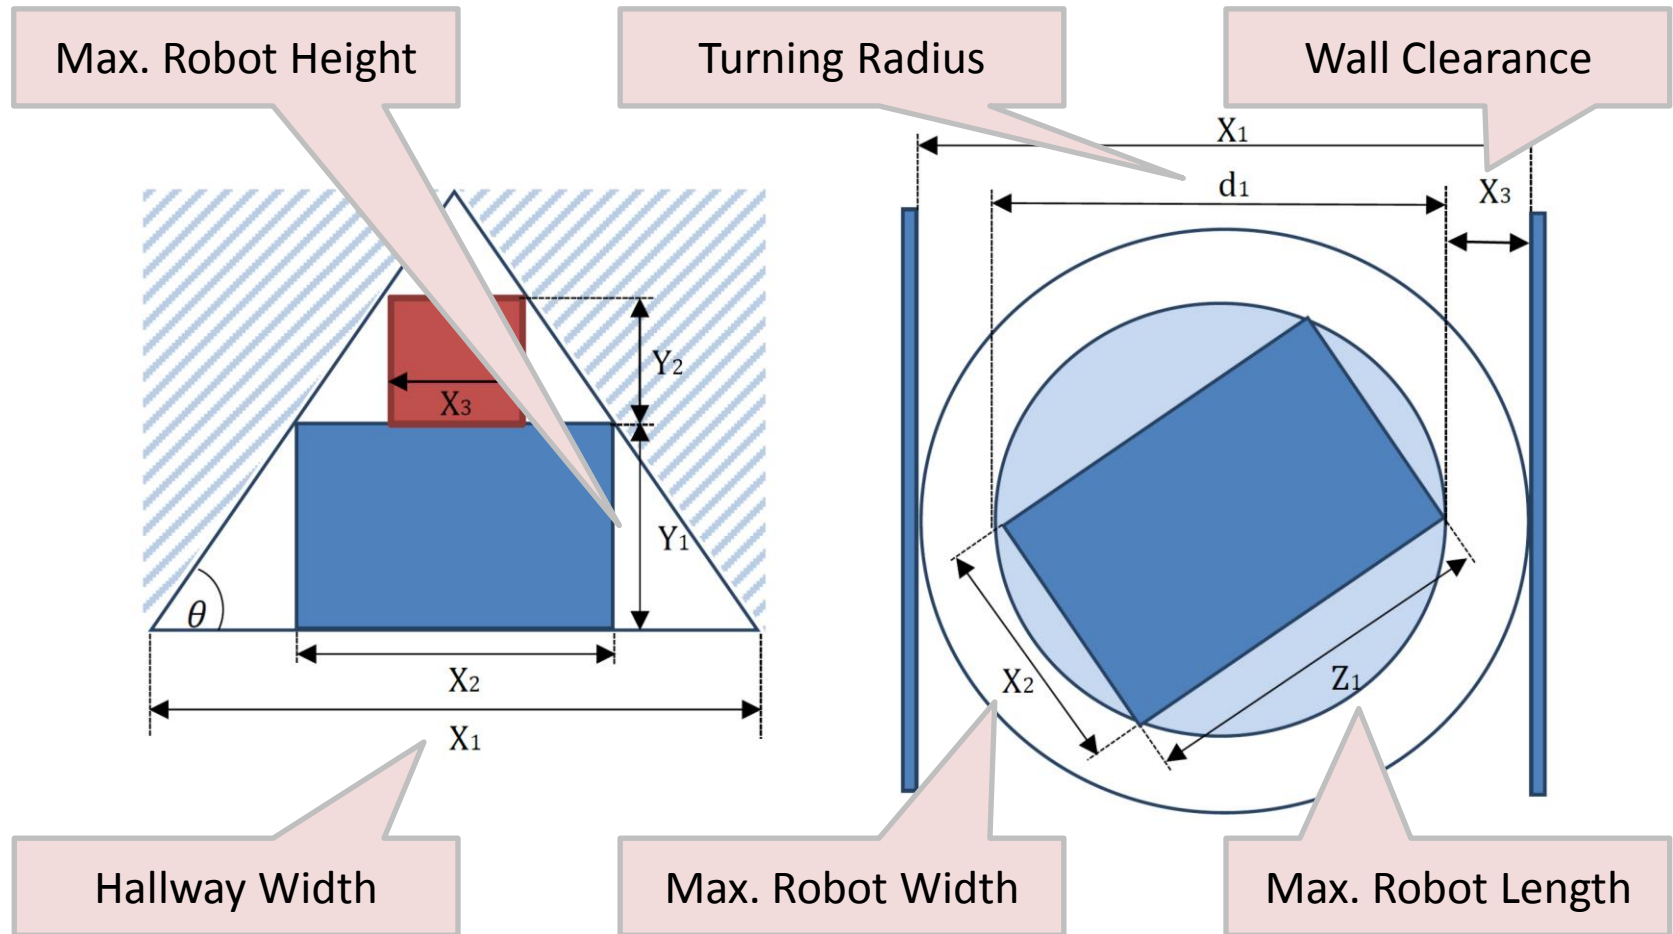 Max. Robot Height
Turning Radius
Wall Clearance
X1
d1
X3
Y2
X3
Y1
θ
X2
X1
X2
Z1
Hallway Width
Max. Robot Width
Max. Robot Length